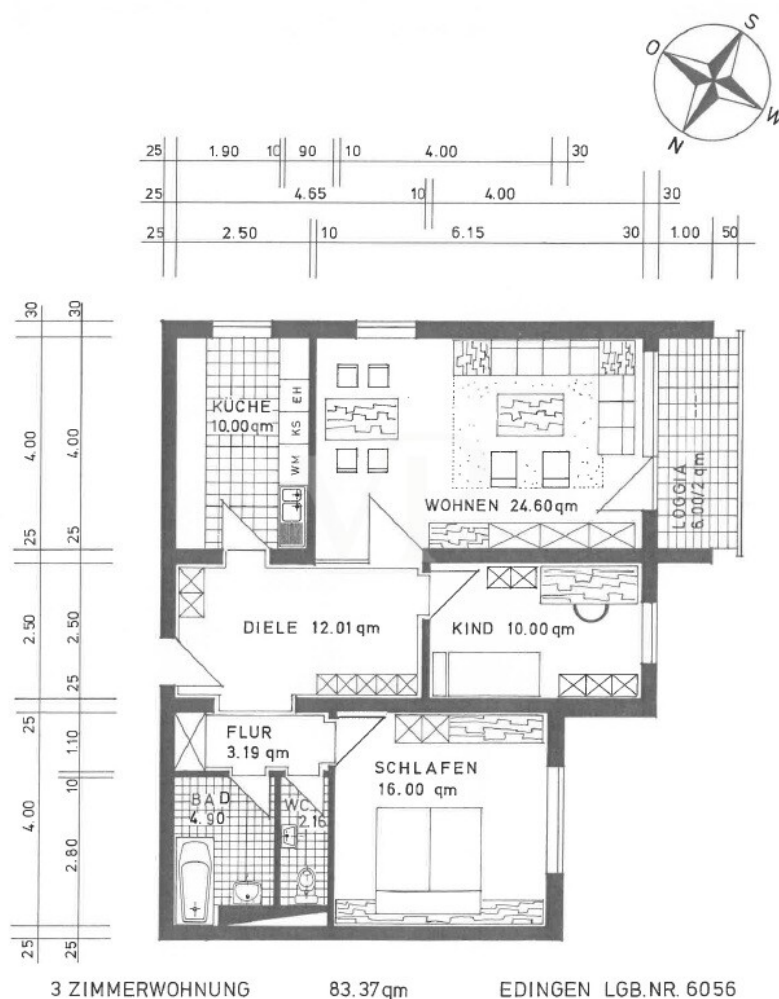 S
O
W
N
25 1.90 10 90 10 4.00 30
25 4.65 10 4.00 30
25 2.50 10 6.15 30 1.00 50
30 30
4.00 4.00
25 25
2.50 2.50
25 25
4.00 1.10
10
2.80
25 25
KÜCHE
10.00 qm
EH
KS
WM
WOHNEN 24.60 qm
LOGGIA
6.00/2 qm
DIELE 12.01 qm
KIND 10.00 qm
FLUR
3.19 qm
SCHLAFEN
16.00 qm
BAD
4.90
WC
2.16
3 ZIMMERWOHNUNG 83.37 qm EDINGEN LGB.NR. 6056